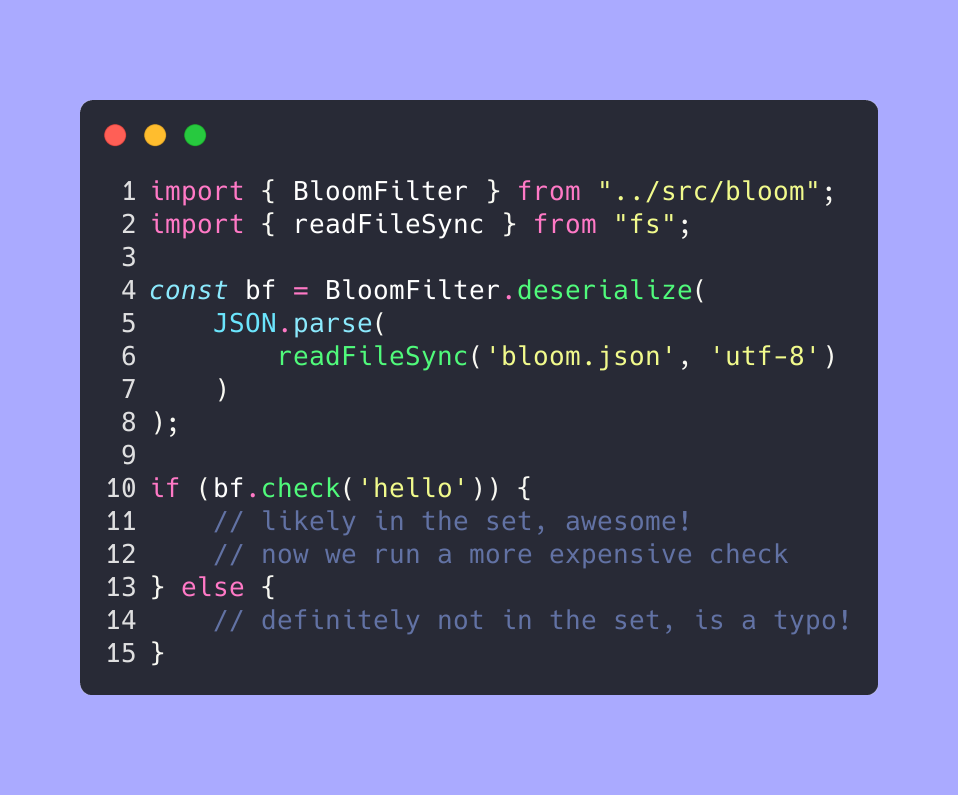 1 import { BloomFilter } from "../src/bloom";
2 import { readFileSync } from "fs";
3
4 const bf = BloomFilter.deserialize(
5     JSON.parse(
6         readFileSync('bloom.json', 'utf-8')
7     )
8 );
9
10 if (bf.check('hello')) {
11     // likely in the set, awesome!
12     // now we run a more expensive check
13 } else {
14     // definitely not in the set, is a typo!
15 }